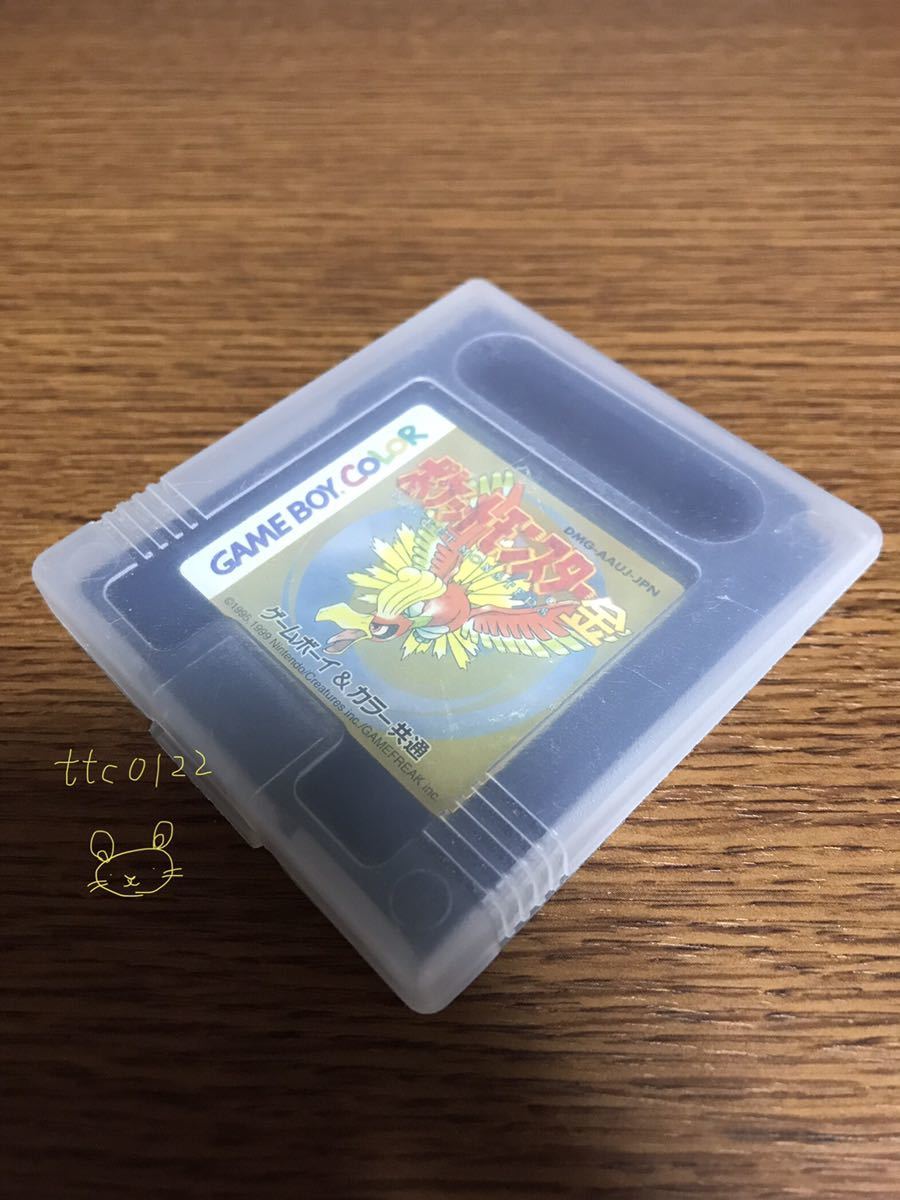 GAME BOY COLOR
ポケットモンスター
金
DMG-AAUJ-JPN
ゲームボーイ&カラー共通
©1995,1999 Nintendo/Creatures inc./GAMEFREAK inc.
ttc0122